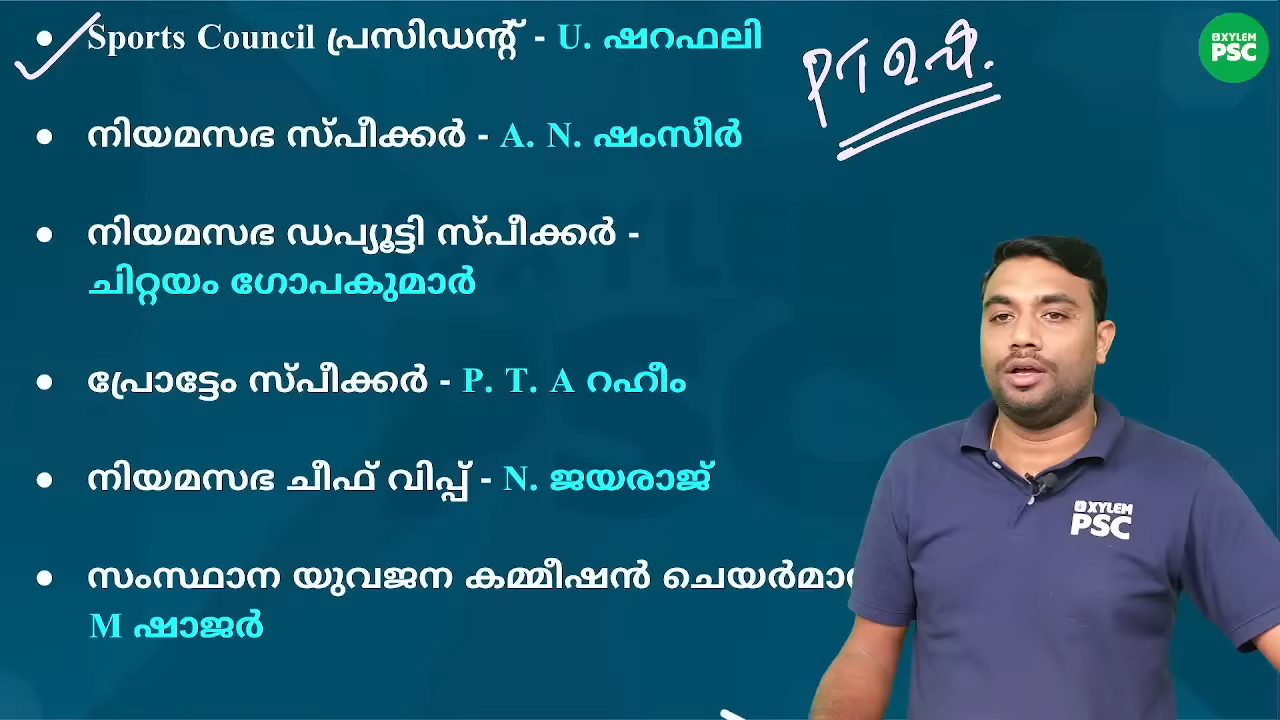 Sports Council പ്രസിഡന്റ് - U. ഷറഫലി
നിയമസഭ സ്പീക്കർ - A. N. ഷംസീർ
നിയമസഭ ഡപ്യൂട്ടി സ്പീക്കർ -
ചിറ്റയം ഗോപകുമാർ
പ്രോട്ടേം സ്പീക്കർ - P. T. A റഹീം
നിയമസഭ ചീഫ് വിപ്പ് - N. ജയരാജ്
സംസ്ഥാന യുവജന കമ്മീഷൻ
M ഷാജർ
XYLEM
PSC
XYLEM
PSC